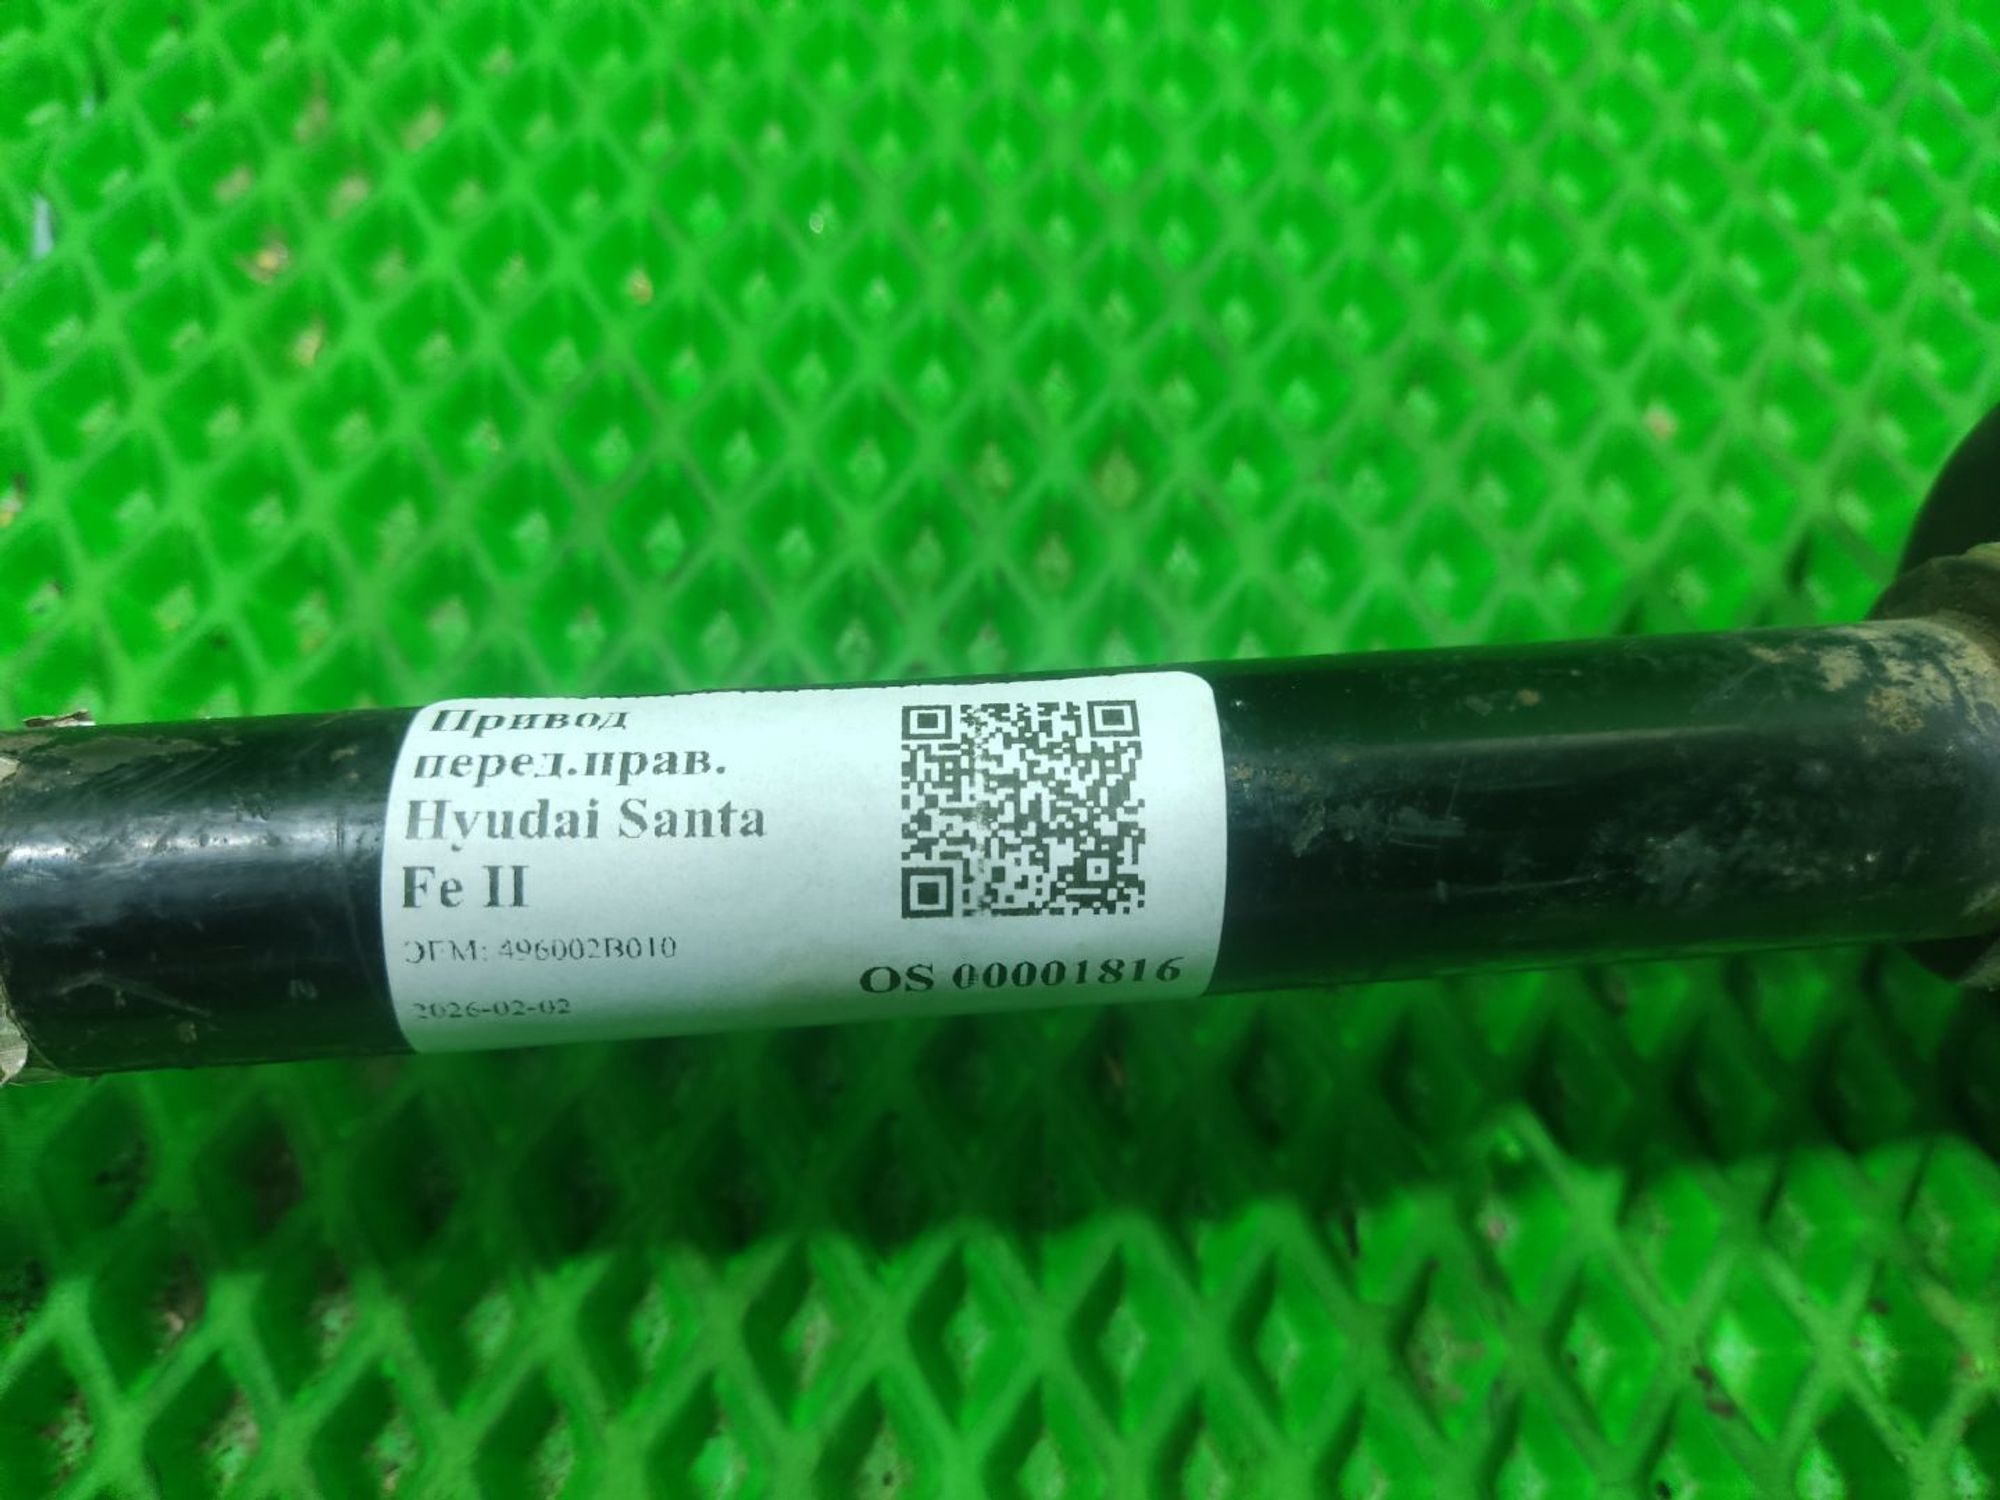 Привод
перед.прав.
Hyudai Santa
Fe II
ОЕМ: 496002B010
2026-02-02
OS 00001816